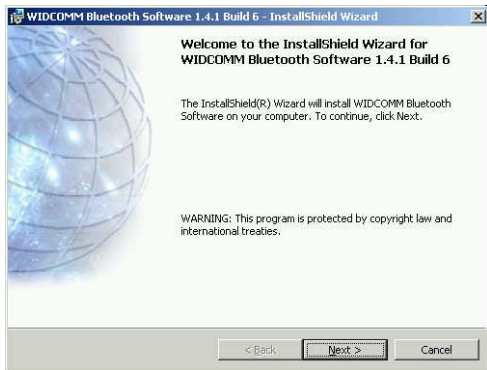 WIDCOMM Bluetooth Software 1.4.1 Build 6 - InstallShield Wizard
Welcome to the InstallShield Wizard for
WIDCOMM Bluetooth Software 1.4.1 Build 6
The InstallShield(R) Wizard will install WIDCOMM Bluetooth
Software on your computer. To continue, click Next.
WARNING: This program is protected by copyright law and
international treaties.
< Back
Next >
Cancel